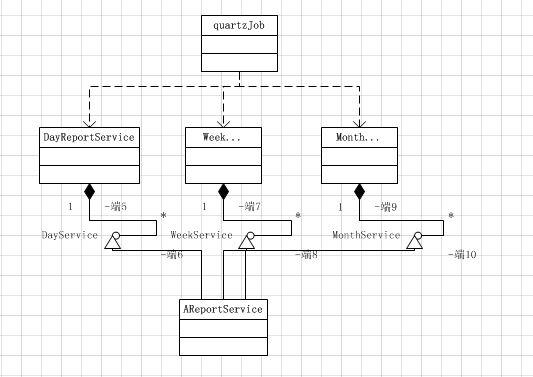 quartzJob
DayReportService
Week...
Month...
1 -端5
1 -端7
1 -端9
* * *
DayService
WeekService
MonthService
-端6
-端8
-端10
AReportService